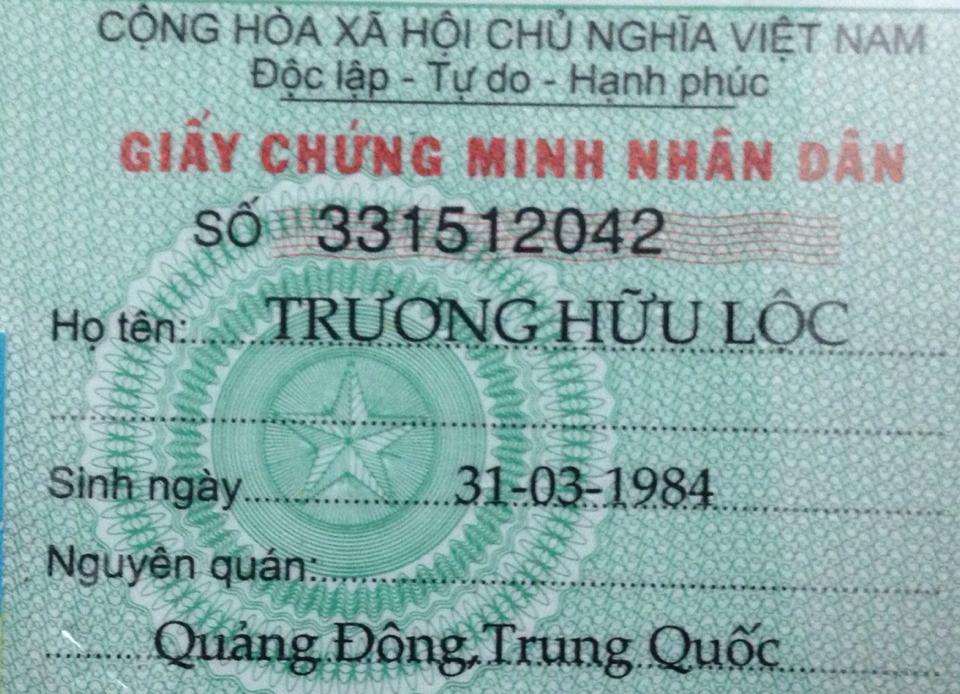 CỘNG HÒA XÃ HỘI CHỦ NGHĨA VIỆT NAM
Độc lập - Tự do - Hạnh phúc
GIẤY CHỨNG MINH NHÂN DÂN
SỐ 331512042
Họ tên: TRƯƠNG HỮU LỘC
Sinh ngày 31-03-1984
Nguyên quán:
Quảng Đông, Trung Quốc